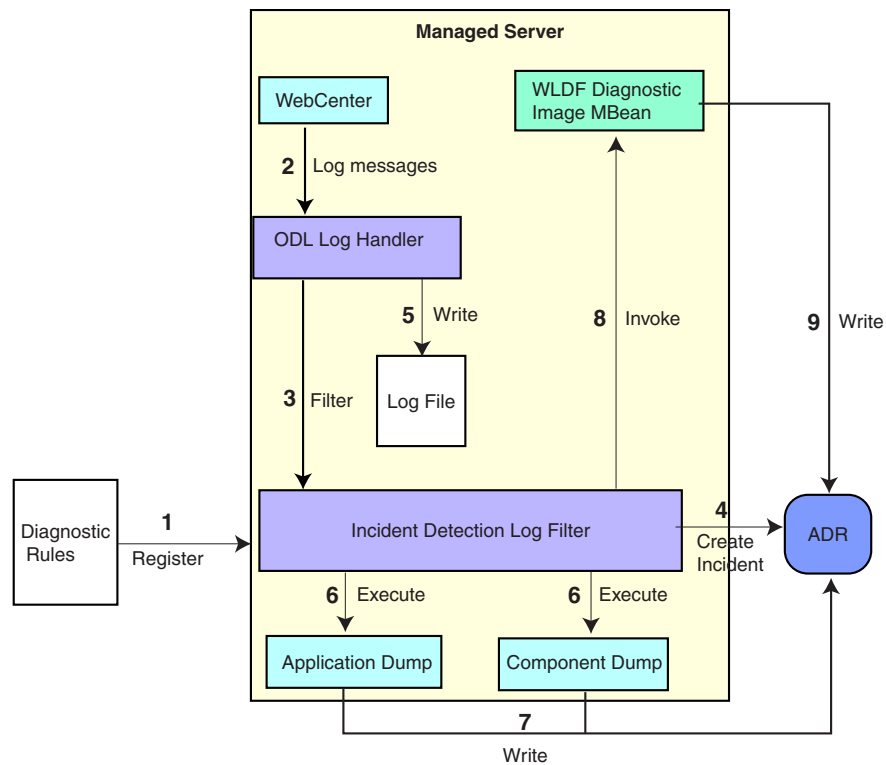 Managed Server
WebCenter
WLDF Diagnostic
Image MBean
2 Log messages
ODL Log Handler
5 Write
8 Invoke
9 Write
3 Filter
Log File
Diagnostic
Rules
1
Register
Incident Detection Log Filter
4
Create
Incident
ADR
6 Execute
6 Execute
Application Dump
Component Dump
7
Write